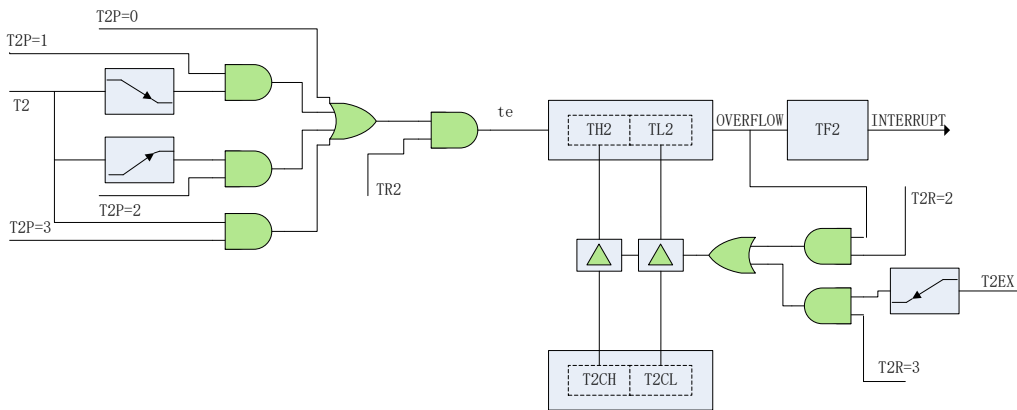 T2P=0
T2P=1
T2
te
TH2 TL2
OVERFLOW
TF2
INTERRUPT
TR2
T2P=2
T2R=2
T2P=3
T2EX
T2R=3
T2CH T2CL